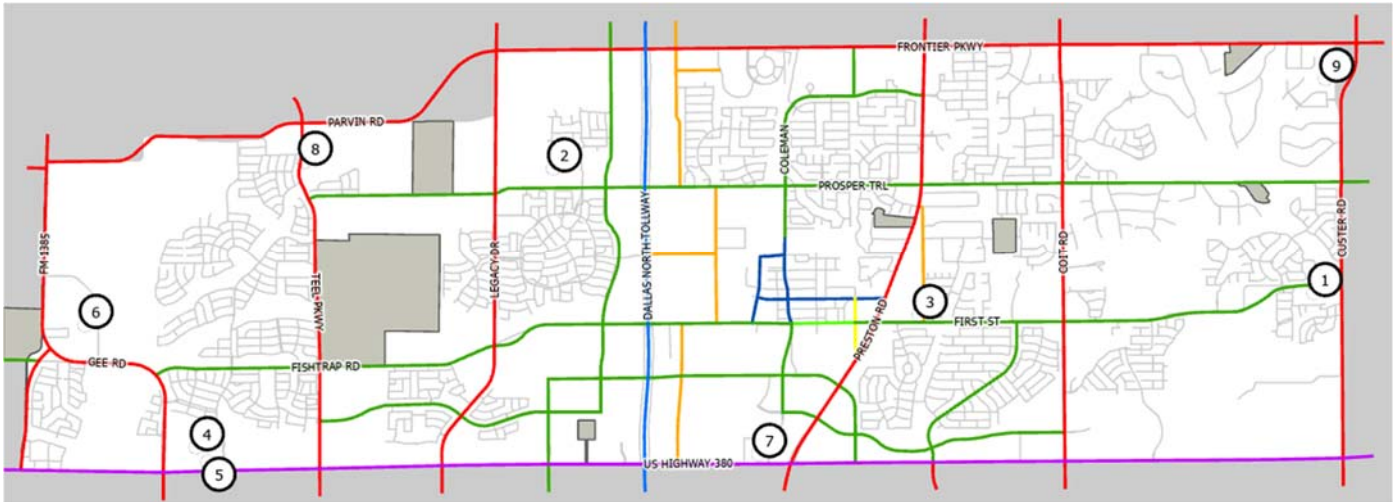 FRONTIER PKWY
9
PARVIN RD
8
2
COLEMAN
PROSPER TRL
DALLAS NORTH TOLLWAY
CUSTER RD
FM 1385
LEGACY DR
COIT RD
TEEL PKWY
1
6
3
FIRST ST
PRESTON RD
GEE RD
FISHTRAP RD
4
7
5
US HIGHWAY 380